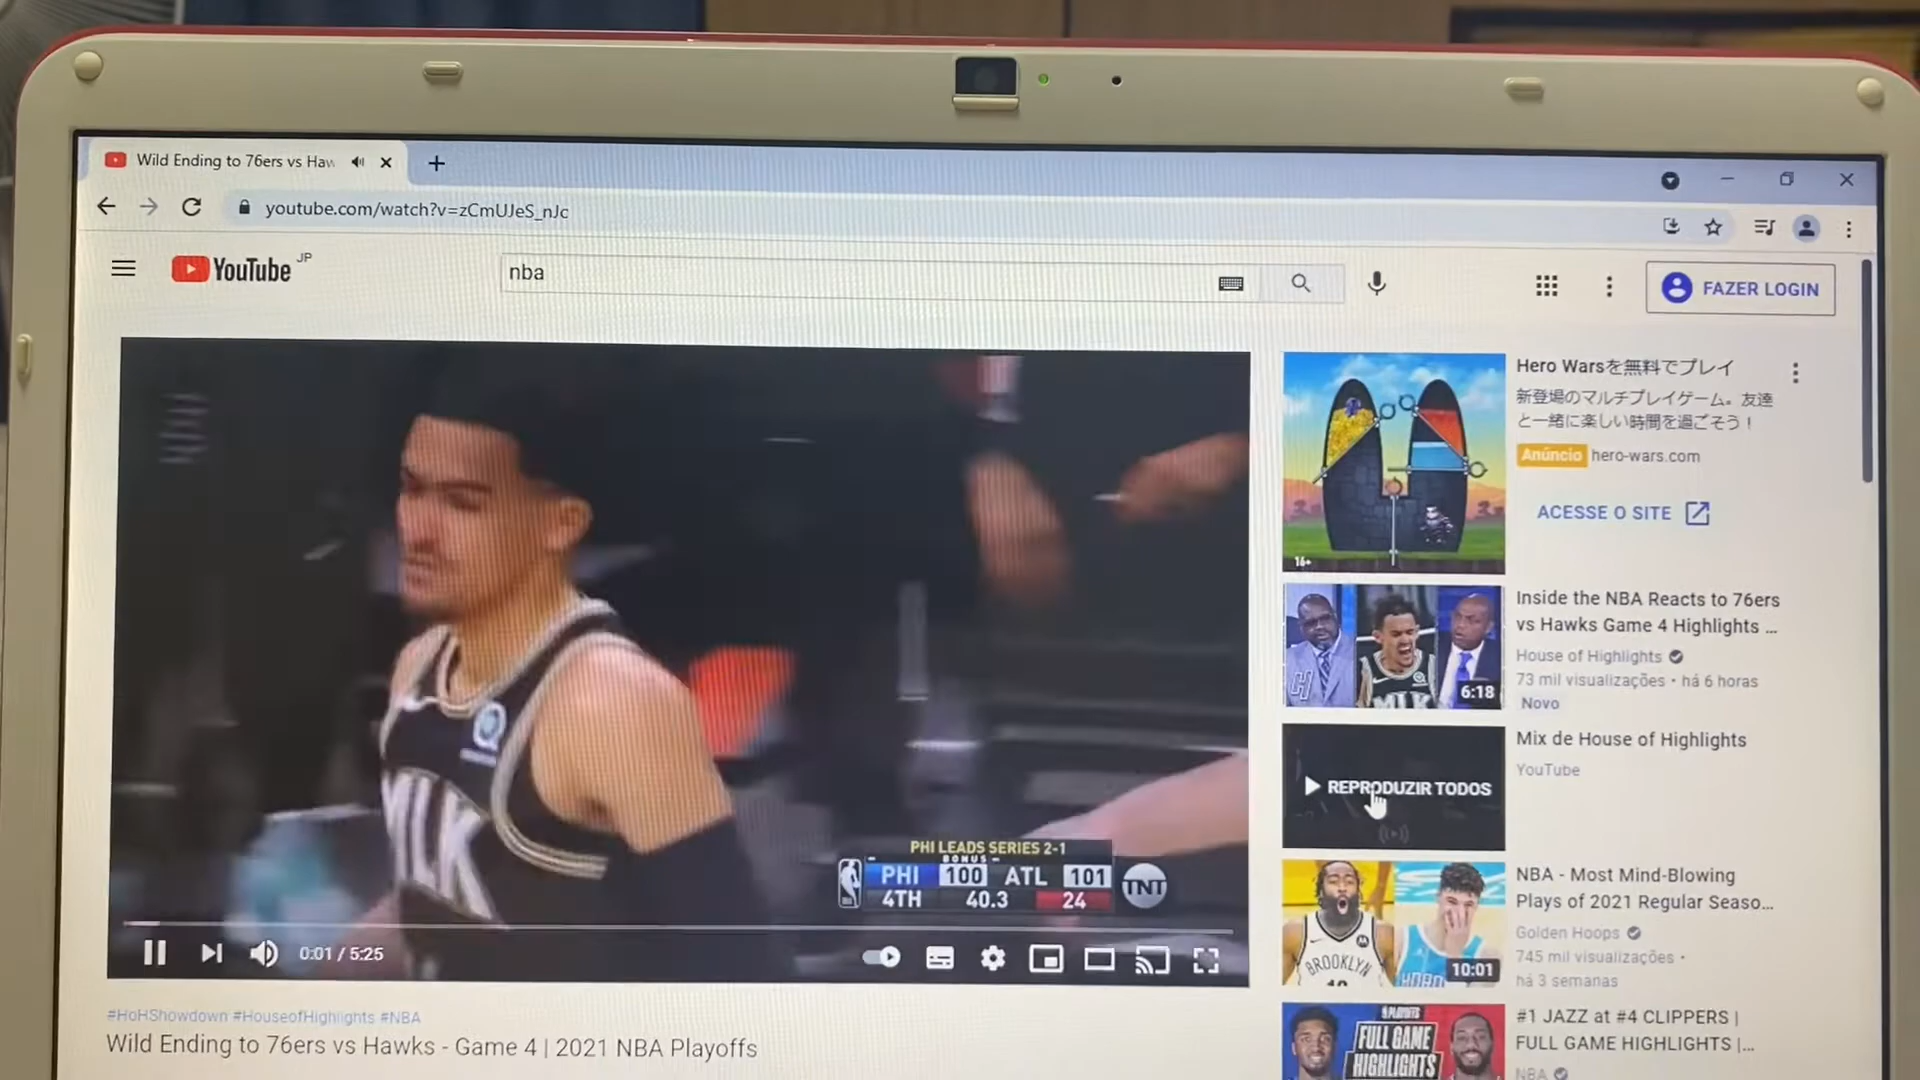 Wild Ending to 76ers vs Haw
youtube.com/watch?v=zCmUJeS_nJc
YouTube JP
nba
FAZER LOGIN
MLK
PHI LEADS SERIES 2-1
BONUS
PHI 100 ATL 101
4TH 40.3 24
TNT
0:01 / 5:25
#HoHShowdown #HouseofHighlights #NBA
Wild Ending to 76ers vs Hawks - Game 4 | 2021 NBA Playoffs
16+
Hero Warsを無料でプレイ
新登場のマルチプレイゲーム。友達
と一緒に楽しい時間を過ごそう！
Anúncio hero-wars.com
ACESSE O SITE
MLK
6:18
Inside the NBA Reacts to 76ers
vs Hawks Game 4 Highlights ...
House of Highlights
73 mil visualizações • há 6 horas
Novo
REPRODUZIR TODOS
Mix de House of Highlights
YouTube
BROOKLYN
10:01
NBA - Most Mind-Blowing
Plays of 2021 Regular Seaso...
Golden Hoops
745 mil visualizações •
há 3 semanas
PLAYOFFS
FULL GAME
HIGHLIGHTS
#1 JAZZ at #4 CLIPPERS |
FULL GAME HIGHLIGHTS |...
NBA